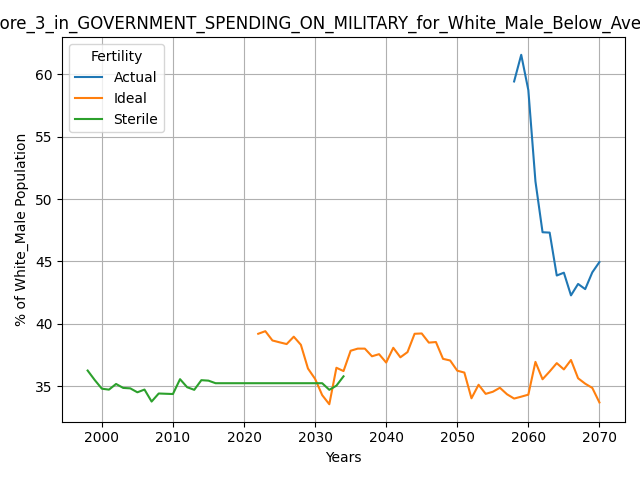 ore_3_in_GOVERNMENT_SPENDING_ON_MILITARY_for_White_Male_Below_Ave
Fertility
Actual
Ideal
Sterile
% of White_Male Population
60
55
50
45
40
35
2000 2010 2020 2030 2040 2050 2060 2070
Years